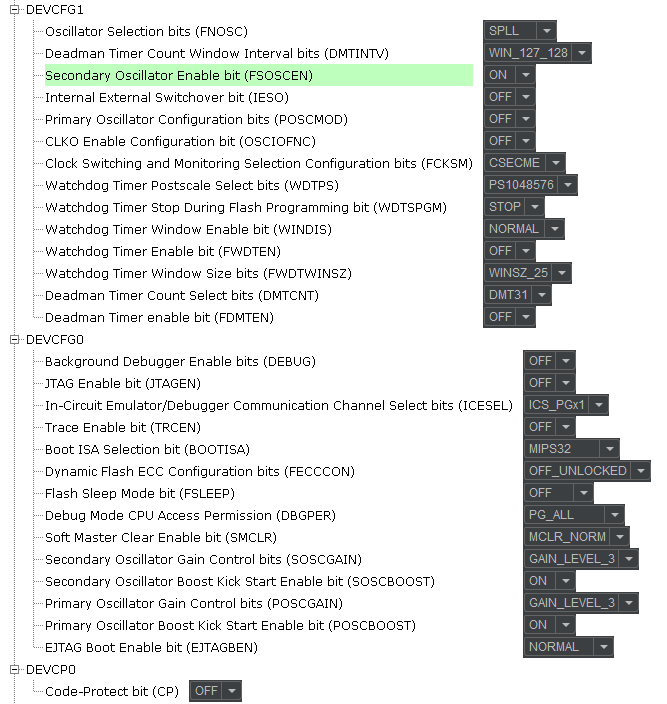 DEVCFG1
Oscillator Selection bits (FNOSC) SPLL
Deadman Timer Count Window Interval bits (DMTINTV) WIN_127_128
Secondary Oscillator Enable bit (FSOSCEN) ON
Internal External Switchover bit (IESO) OFF
Primary Oscillator Configuration bits (POSCMOD) OFF
CLKO Enable Configuration bit (OSCIOFNC) OFF
Clock Switching and Monitoring Selection Configuration bits (FCKSM) CSECME
Watchdog Timer Postscale Select bits (WDTPS) PS1048576
Watchdog Timer Stop During Flash Programming bit (WDTSPGM) STOP
Watchdog Timer Window Enable bit (WINDIS) NORMAL
Watchdog Timer Enable bit (FWDTEN) OFF
Watchdog Timer Window Size bits (FWDTWINSZ) WINSZ_25
Deadman Timer Count Select bits (DMTCNT) DMT31
Deadman Timer enable bit (FDMTEN) OFF
DEVCFG0
Background Debugger Enable bits (DEBUG) OFF
JTAG Enable bit (JTAGEN) OFF
In-Circuit Emulator/Debugger Communication Channel Select bits (ICESEL) ICS_PGx1
Trace Enable bit (TRCEN) OFF
Boot ISA Selection bit (BOOTISA) MIPS32
Dynamic Flash ECC Configuration bits (FECCCON) OFF_UNLOCKED
Flash Sleep Mode bit (FSLEEP) OFF
Debug Mode CPU Access Permission (DBGPER) PG_ALL
Soft Master Clear Enable bit (SMCLR) MCLR_NORM
Secondary Oscillator Gain Control bits (SOSCGAIN) GAIN_LEVEL_3
Secondary Oscillator Boost Kick Start Enable bit (SOSCBOOST) ON
Primary Oscillator Gain Control bits (POSCGAIN) GAIN_LEVEL_3
Primary Oscillator Boost Kick Start Enable bit (POSCBOOST) ON
EJTAG Boot Enable bit (EJTAGBEN) NORMAL
DEVCP0
Code-Protect bit (CP) OFF